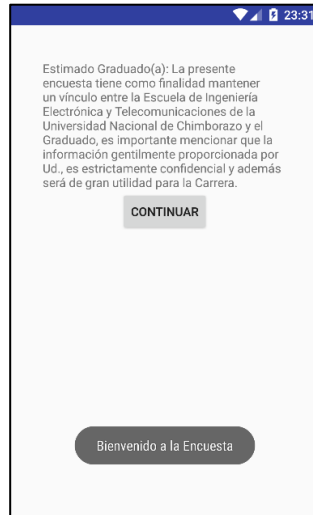 23:31
Estimado Graduado(a): La presente
encuesta tiene como finalidad mantener
un vínculo entre la Escuela de Ingeniería
Electrónica y Telecomunicaciones de la
Universidad Nacional de Chimborazo y el
Graduado, es importante mencionar que la
información gentilmente proporcionada por
Ud., es estrictamente confidencial y además
será de gran utilidad para la Carrera.
CONTINUAR
Bienvenido a la Encuesta